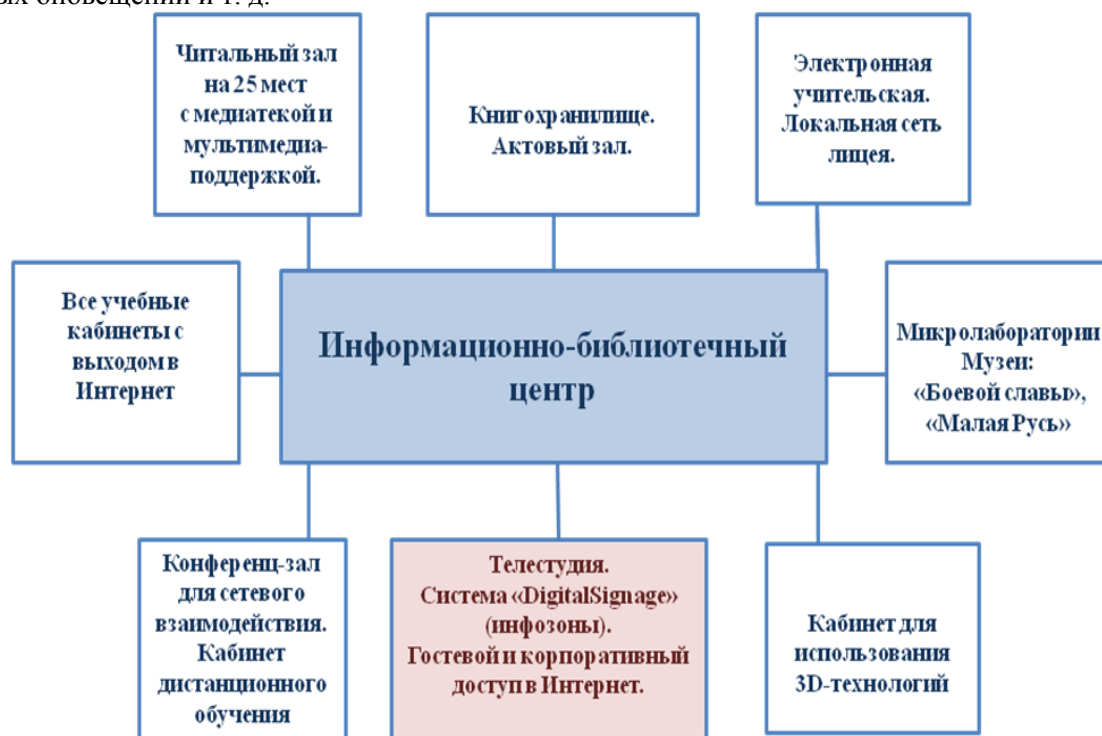 оповещений и т. д.
Читальный зал
на 25 мест
с медиатекой и
мультимедиа-
поддержкой.
Книгохранилище.
Актовый зал.
Электронная
учительская.
Локальная сеть
лицея.
Все учебные
кабинеты с
выходом в
Интернет
Информационно-библиотечный
центр
Микролаборатории
Музеи:
«Боевой славы»,
«Малая Русь»
Конференц-зал
для сетевого
взаимодействия.
Кабинет
дистанционного
обучения
Телестудия.
Система «DigitalSignage»
(инфозоны).
Гостевой и корпоративный
доступ в Интернет.
Кабинет для
использования
3D-технологий